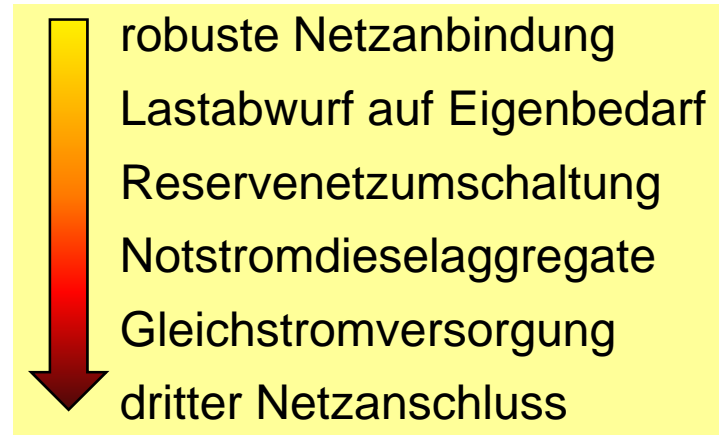 robuste Netzanbindung
Lastabwurf auf Eigenbedarf
Reservenetzumschaltung
Notstromdieselaggregate
Gleichstromversorgung
dritter Netzanschluss